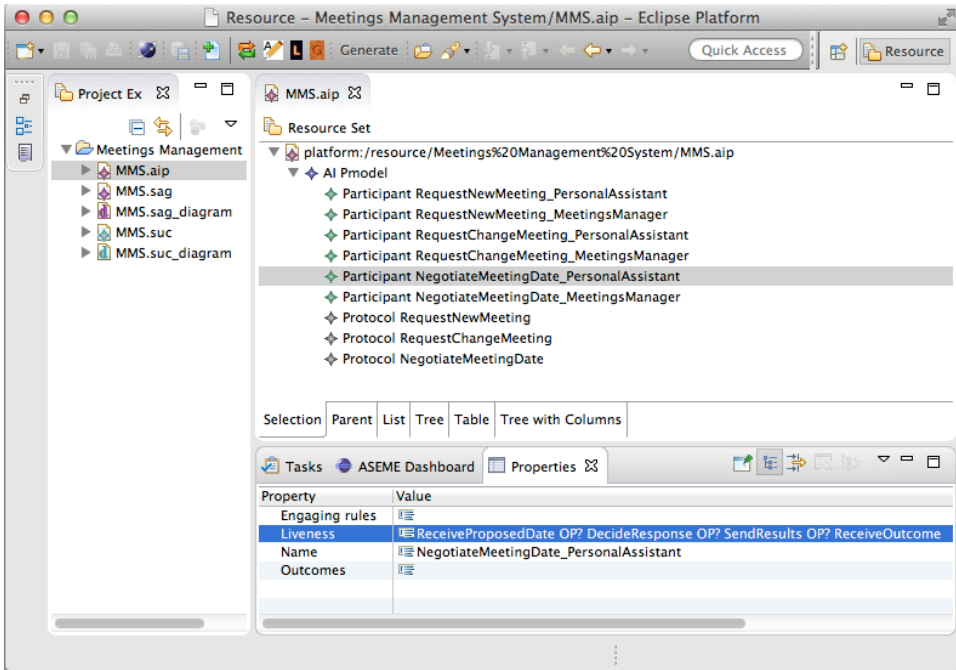 Resource – Meetings Management System/MMS.aip – Eclipse Platform
Generate
Quick Access
Resource
Project Ex
Meetings Management
MMS.aip
MMS.sag
MMS.sag_diagram
MMS.suc
MMS.suc_diagram
MMS.aip
Resource Set
platform:/resource/Meetings%20Management%20System/MMS.aip
AI Pmodel
Participant RequestNewMeeting_PersonalAssistant
Participant RequestNewMeeting_MeetingsManager
Participant RequestChangeMeeting_PersonalAssistant
Participant RequestChangeMeeting_MeetingsManager
Participant NegotiateMeetingDate_PersonalAssistant
Participant NegotiateMeetingDate_MeetingsManager
Protocol RequestNewMeeting
Protocol RequestChangeMeeting
Protocol NegotiateMeetingDate
Selection Parent List Tree Table Tree with Columns
Tasks ASEME Dashboard Properties
Property Value
Engaging rules
Liveness ReceiveProposedDate OP? DecideResponse OP? SendResults OP? ReceiveOutcome
Name NegotiateMeetingDate_PersonalAssistant
Outcomes